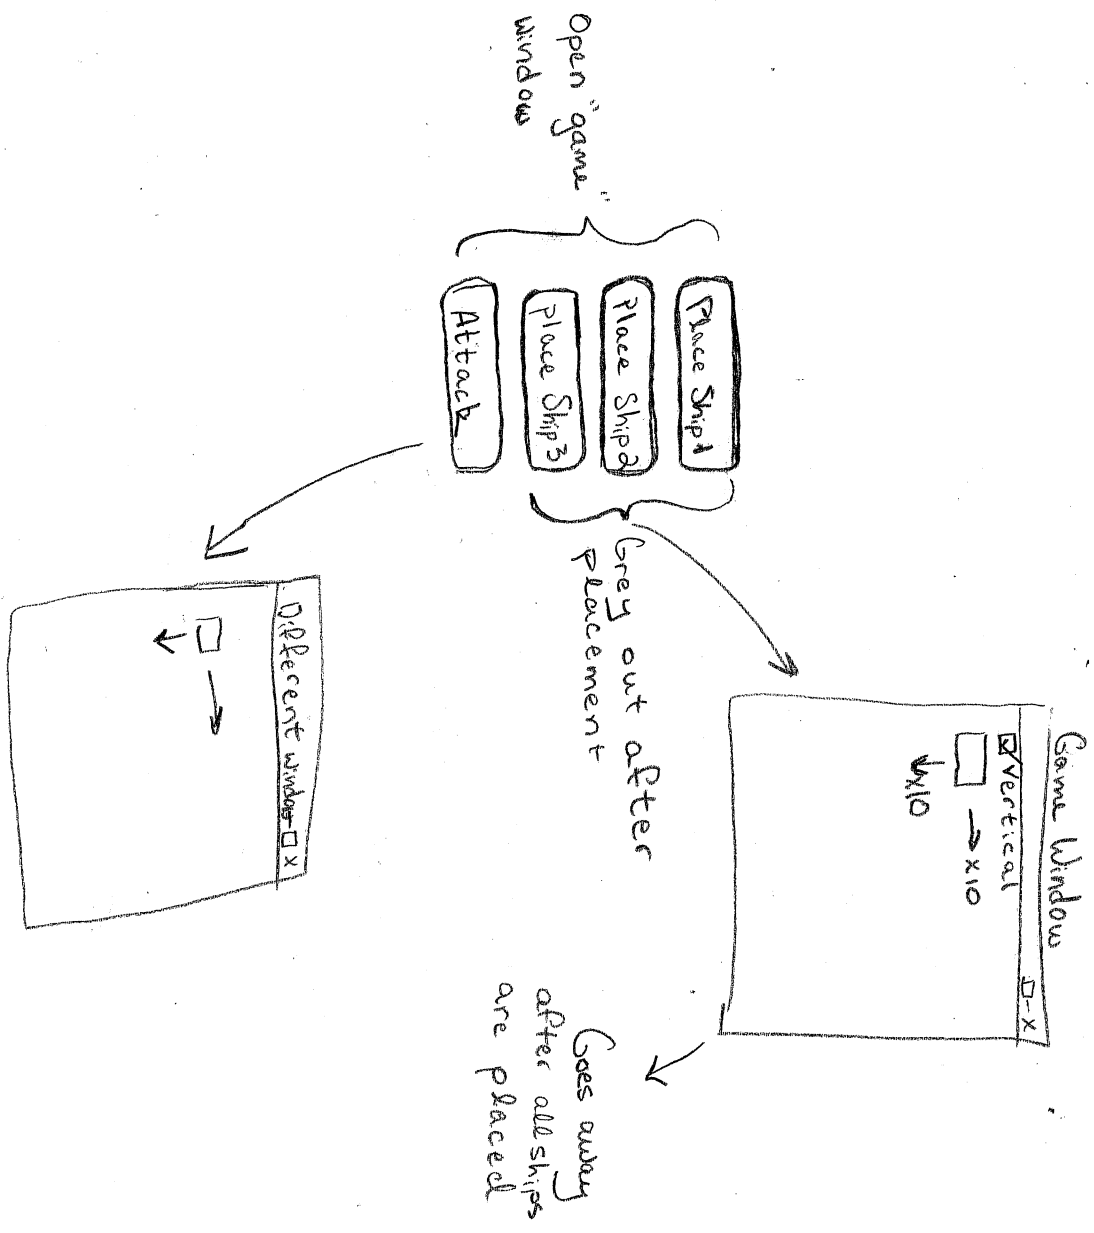 Game Window
□ - x
Vertical
→ x10
↓ x10
Place Ship1
Place Ship2
Place Ship3
Attack
Open "game"
window
Grey out after
placement
Goes away
after all ships
are placed
Different window - □ x